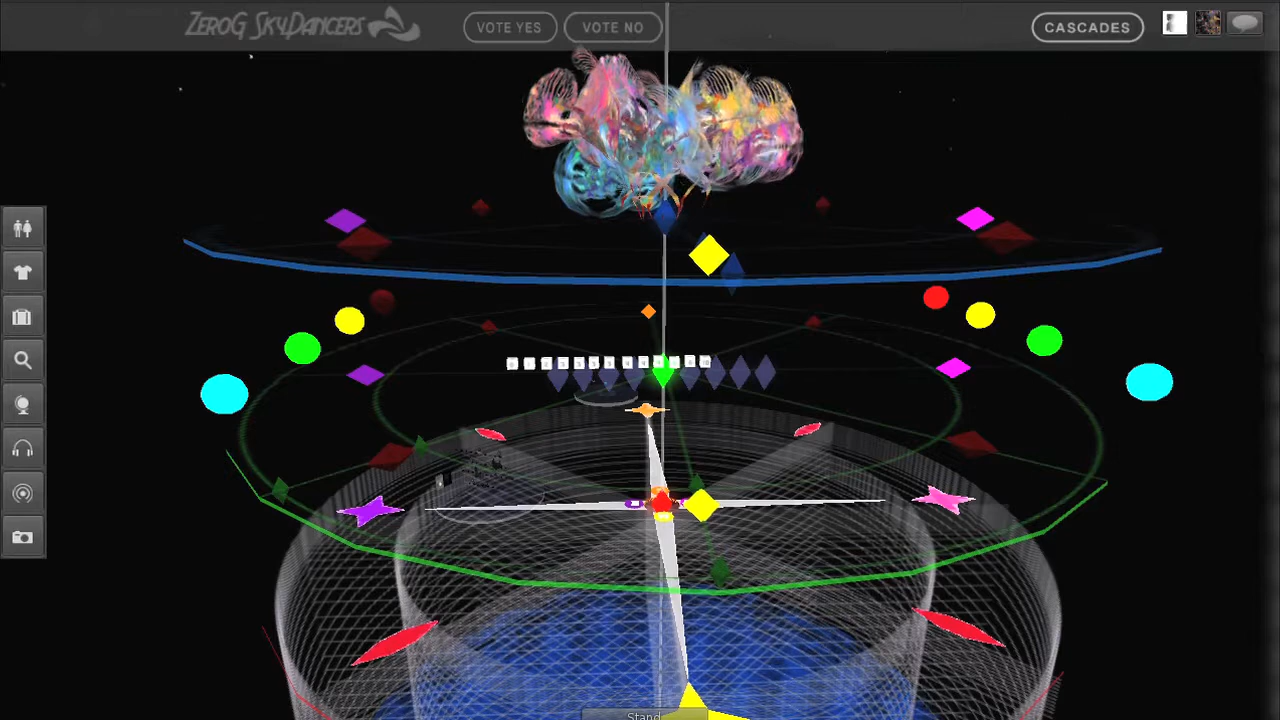 ZEROG SKYDANCERS
VOTE YES
VOTE NO
CASCADES
Stand